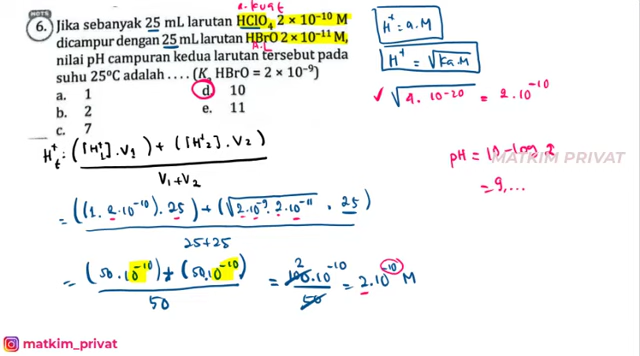 a. kuat
NOTS
6. Jika sebanyak 25 mL larutan HClO₄ 2 × 10⁻¹⁰ M
dicampur dengan 25 mL larutan HBrO 2 × 10⁻¹¹ M,
a.L
nilai pH campuran kedua larutan tersebut pada
suhu 25°C adalah .... (Kₐ HBrO = 2 × 10⁻⁹)
a. 1
d. 10
b. 2
e. 11
c. 7
H⁺ = a.M
H⁺ = √Ka.M
✓ √4. 10⁻²⁰ = 2.10⁻¹⁰
pH = 10 - log 2
= 9,...
MATKIM PRIVAT
H⁺t : ([H⁺1].V1) + ([H⁺2].V2)
V1+V2
= ((1. 2.10⁻¹⁰). 25) + (√2.10⁻⁹. 2.10⁻¹¹ . 25)
25+25
= (50.10⁻¹⁰) + (50.10⁻¹⁰)
50
= 2 100.10⁻¹⁰
50
= 2.10⁻¹⁰ M
matkim_privat